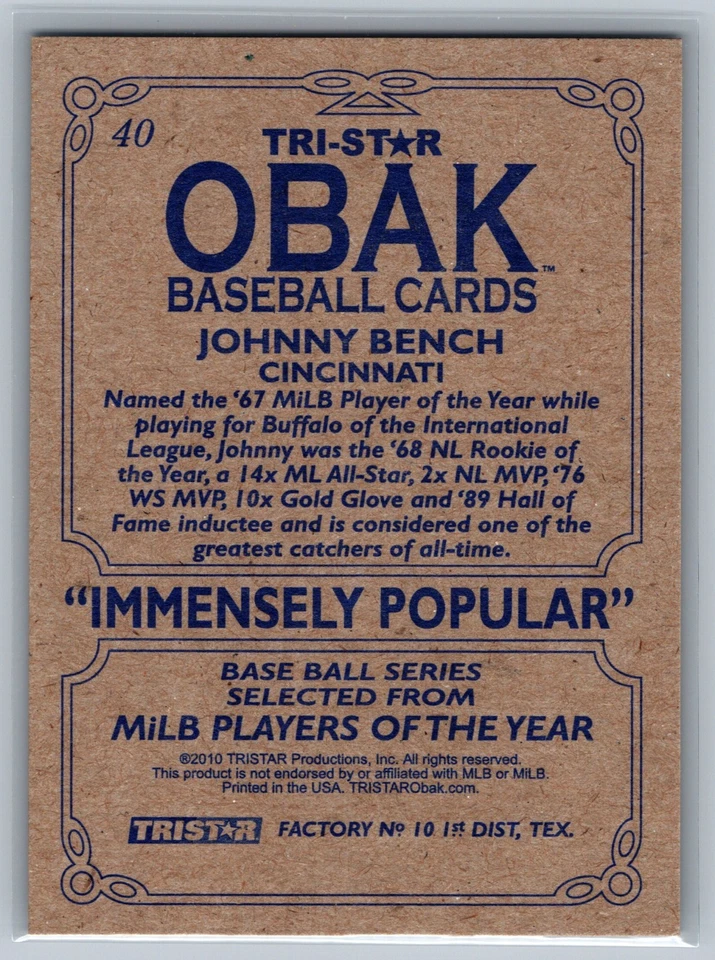 40
TRI-ST★R
OBAK™
BASEBALL CARDS
JOHNNY BENCH
CINCINNATI
Named the ‘67 MiLB Player of the Year while
playing for Buffalo of the International
League, Johnny was the ‘68 NL Rookie of
the Year, a 14x ML All-Star, 2x NL MVP, ‘76
WS MVP, 10x Gold Glove and ‘89 Hall of
Fame inductee and is considered one of the
greatest catchers of all-time.
“IMMENSELY POPULAR”
BASE BALL SERIES
SELECTED FROM
MiLB PLAYERS OF THE YEAR
®2010 TRISTAR Productions, Inc. All rights reserved.
This product is not endorsed by or affiliated with MLB or MiLB.
Printed in the USA. TRISTARObak.com.
TRIST★R FACTORY Nº 10 1st DIST, TEX.